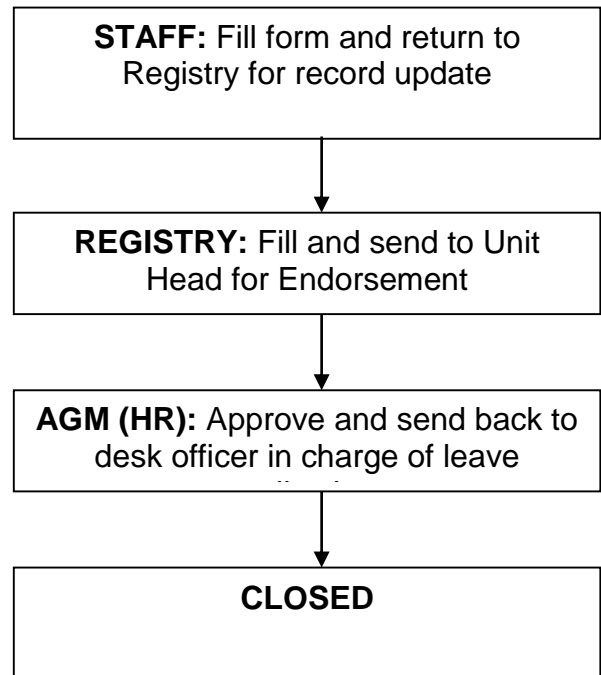 STAFF: Fill form and return to
Registry for record update
REGISTRY: Fill and send to Unit
Head for Endorsement
AGM (HR): Approve and send back to
desk officer in charge of leave
CLOSED